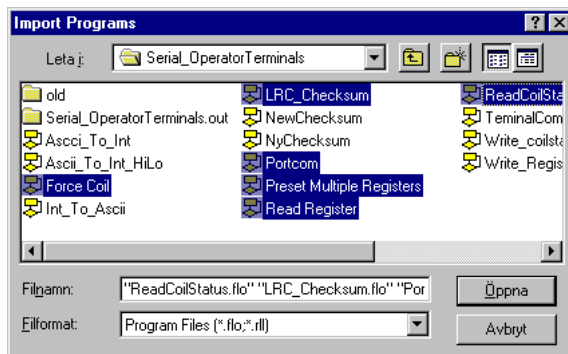 Import Programs
Leta i: Serial_OperatorTerminals
old
Serial_OperatorTerminals.out
Ascci_To_Int
Ascii_To_Int_HiLo
Force Coil
Int_To_Ascii
LRC_Checksum
NewChecksum
NyChecksum
Portcom
Preset Multiple Registers
Read Register
ReadCoilSta
TeminalCom
Write_coilsta
Write_Regis
Filnamn: "ReadCoilStatus.flo" "LRC_Checksum.flo" "Por
Öppna
Filformat: Program Files (*.flo;*.rll)
Avbryt